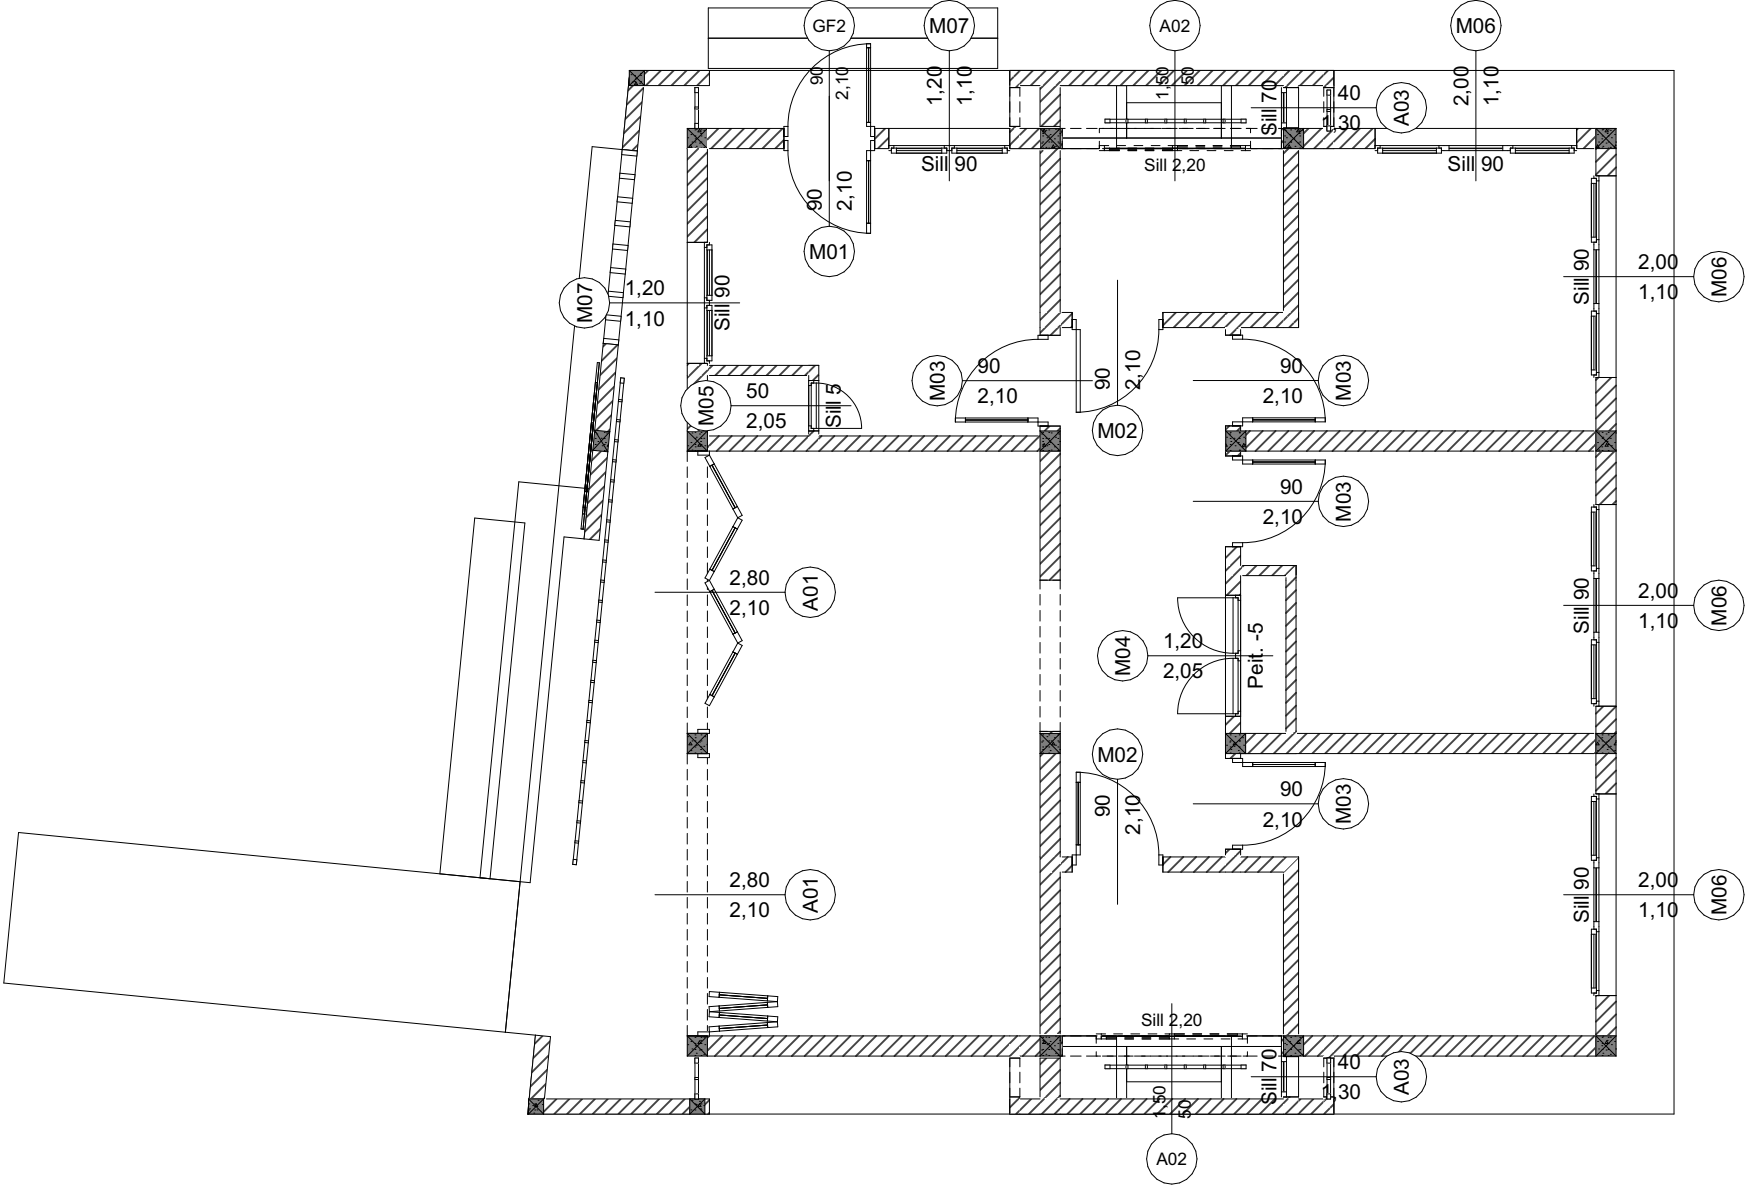 GF2
90
2,10
M07
1,20
1,10
Sill 90
A02
1,50
50
Sill 2,20
M06
2,00
1,10
Sill 90
Sill 70
40
1,30
A03
90
2,10
M01
M07
1,20
1,10
Sill 90
Sill 90
2,00
1,10
M06
M05
50
2,05
Sill 5
M03
90
2,10
90
2,10
M02
90
2,10
M03
90
2,10
M03
2,80
2,10
A01
M04
1,20
2,05
Peit. -5
Sill 90
2,00
1,10
M06
M02
90
2,10
90
2,10
M03
2,80
2,10
A01
Sill 90
2,00
1,10
M06
Sill 2,20
1,50
50
A02
Sill 70
40
1,30
A03